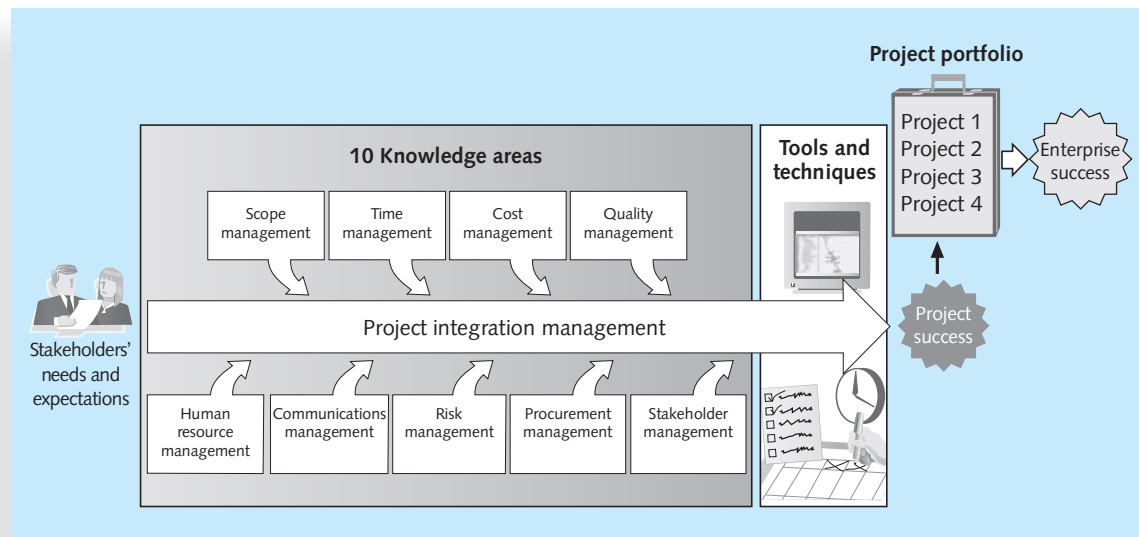 Project portfolio
Project 1
Project 2
Project 3
Project 4
Enterprise
success
10 Knowledge areas
Tools and
techniques
Scope
management
Time
management
Cost
management
Quality
management
Stakeholders’
needs and
expectations
Project integration management
Project
success
Human
resource
management
Communications
management
Risk
management
Procurement
management
Stakeholder
management